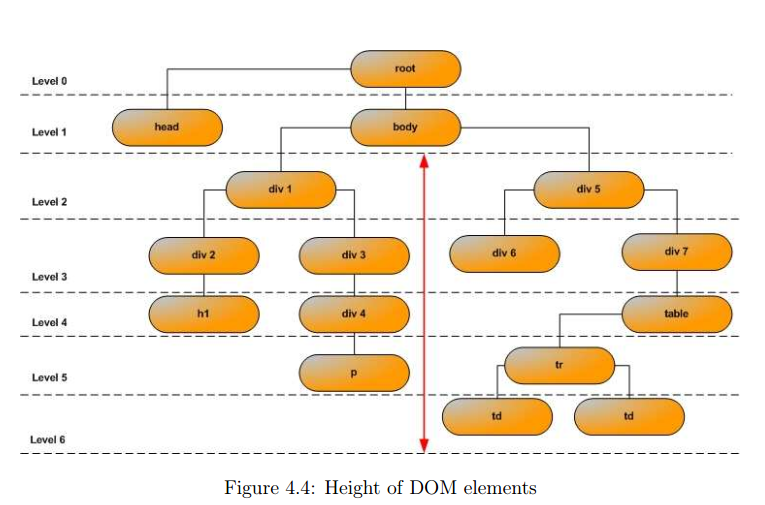 root
Level 0
head
body
Level 1
div 1
div 5
Level 2
div 2
div 3
div 6
div 7
Level 3
h1
div 4
table
Level 4
tr
p
Level 5
td
td
Level 6
Figure 4.4: Height of DOM elements